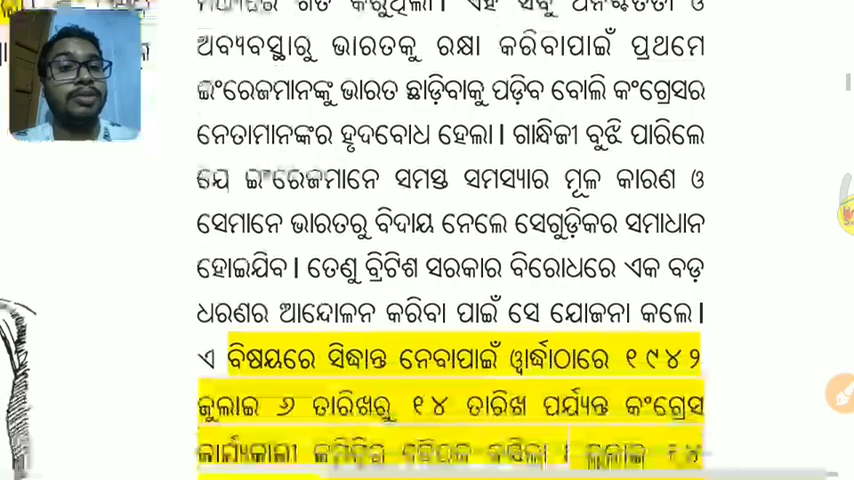 ଅବ୍ୟବସ୍ଥାରୁ ଭାରତକୁ ରକ୍ଷା କରିବାପାଇଁ ପ୍ରଥମେ
ଇଂରେଜମାନଙ୍କୁ ଭାରତ ଛାଡ଼ିବାକୁ ପଡ଼ିବ ବୋଲି କଂଗ୍ରେସର
ନେତାମାନଙ୍କର ହୃଦବୋଧ ହେଲା । ଗାନ୍ଧିଜୀ ବୁଝି ପାରିଲେ
ଯେ ଇଂରେଜମାନେ ସମସ୍ତ ସମସ୍ୟାର ମୂଳ କାରଣ ଓ
ସେମାନେ ଭାରତରୁ ବିଦାୟ ନେଲେ ସେଗୁଡ଼ିକର ସମାଧାନ
ହୋଇଯିବ । ତେଣୁ ବ୍ରିଟିଶ ସରକାର ବିରୋଧରେ ଏକ ବଡ଼
ଧରଣର ଆନ୍ଦୋଳନ କରିବା ପାଇଁ ସେ ଯୋଜନା କଲେ ।
ଏ ବିଷୟରେ ସିଦ୍ଧାନ୍ତ ନେବାପାଇଁ ୱାର୍ଦ୍ଧାଠାରେ ୧୯୪୨
ଜୁଲାଇ ୬ ତାରିଖରୁ ୧୪ ତାରିଖ ପର୍ଯ୍ୟନ୍ତ କଂଗ୍ରେସ